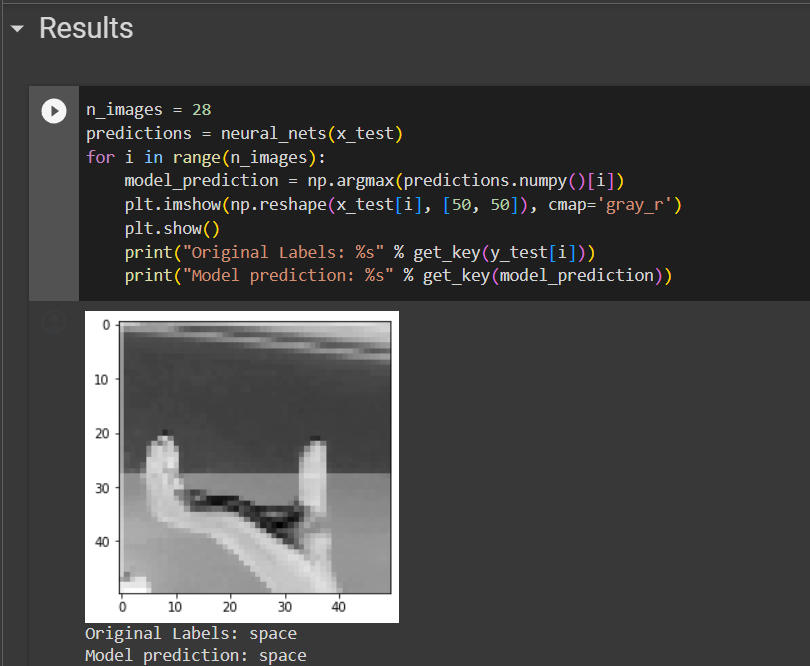 Results
n_images = 28
predictions = neural_nets(x_test)
for i in range(n_images):
    model_prediction = np.argmax(predictions.numpy()[i])
    plt.imshow(np.reshape(x_test[i], [50, 50]), cmap='gray_r')
    plt.show()
    print("Original Labels: %s" % get_key(y_test[i]))
    print("Model prediction: %s" % get_key(model_prediction))
0
10
20
30
40
0 10 20 30 40
Original Labels: space
Model prediction: space